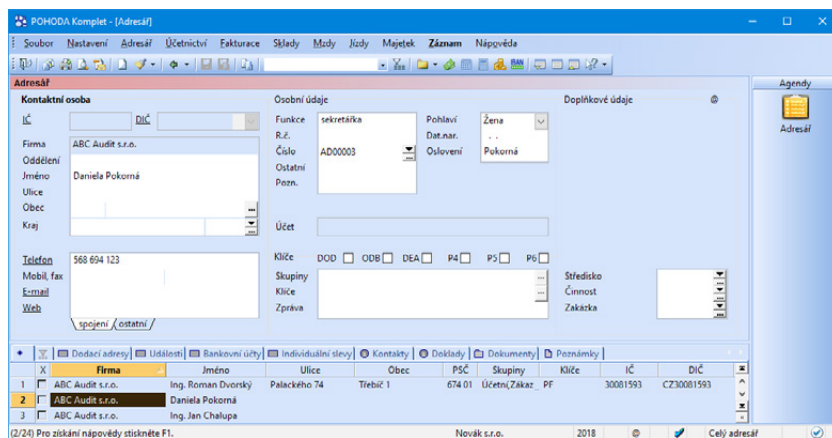 POHODA Komplet - [Adresář]
Soubor Nastavení Adresář Účetnictví Fakturace Sklady Mzdy Jízdy Majetek Záznam Nápověda
Adresář Agendy
Kontaktní osoba Osobní údaje Doplňkové údaje @
IČ DIČ Funkce sekretářka Pohlaví Žena Adresář
R.č. Dat.nar. . .
Firma ABC Audit s.r.o. Číslo AD00003 Oslovení Pokorná
Oddělení Ostatní
Jméno Daniela Pokorná Pozn.
Ulice
Obec
Kraj Účet
Telefon 568 694 123 Klíče DOD ODB DEA P4 P5 P6
Mobil, fax Skupiny Středisko
E-mail Klíče Činnost
Web Zpráva Zakázka
spojení ostatní
Dodací adresy Události Bankovní účty Individuální slevy Kontakty Doklady Dokumenty Poznámky
X Firma Jméno Ulice Obec PSČ Skupiny Klíče IČ DIČ
1 ABC Audit s.r.o. Ing. Roman Dvorský Palackého 74 Třebíč 1 674 01 Účetní(Zákaz_ PF 30081593 CZ30081593
2 ABC Audit s.r.o. Daniela Pokorná
3 ABC Audit s.r.o. Ing. Jan Chalupa
(2/24) Pro získání nápovědy stiskněte F1. Novák s.r.o. 2018 @ Celý adresář